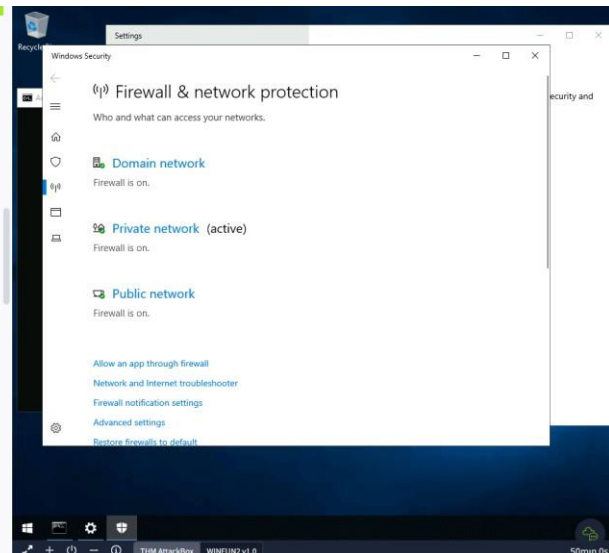 Recycle
Settings
Windows Security
Firewall & network protection
Who and what can access your networks.
ecurity and
Domain network
Firewall is on.
Private network (active)
Firewall is on.
Public network
Firewall is on.
Allow an app through firewall
Network and Internet troubleshooter
Firewall notification settings
Advanced settings
Restore firewalls to default
THM AttackBox
WINFUN2 v1.0
50min 0s